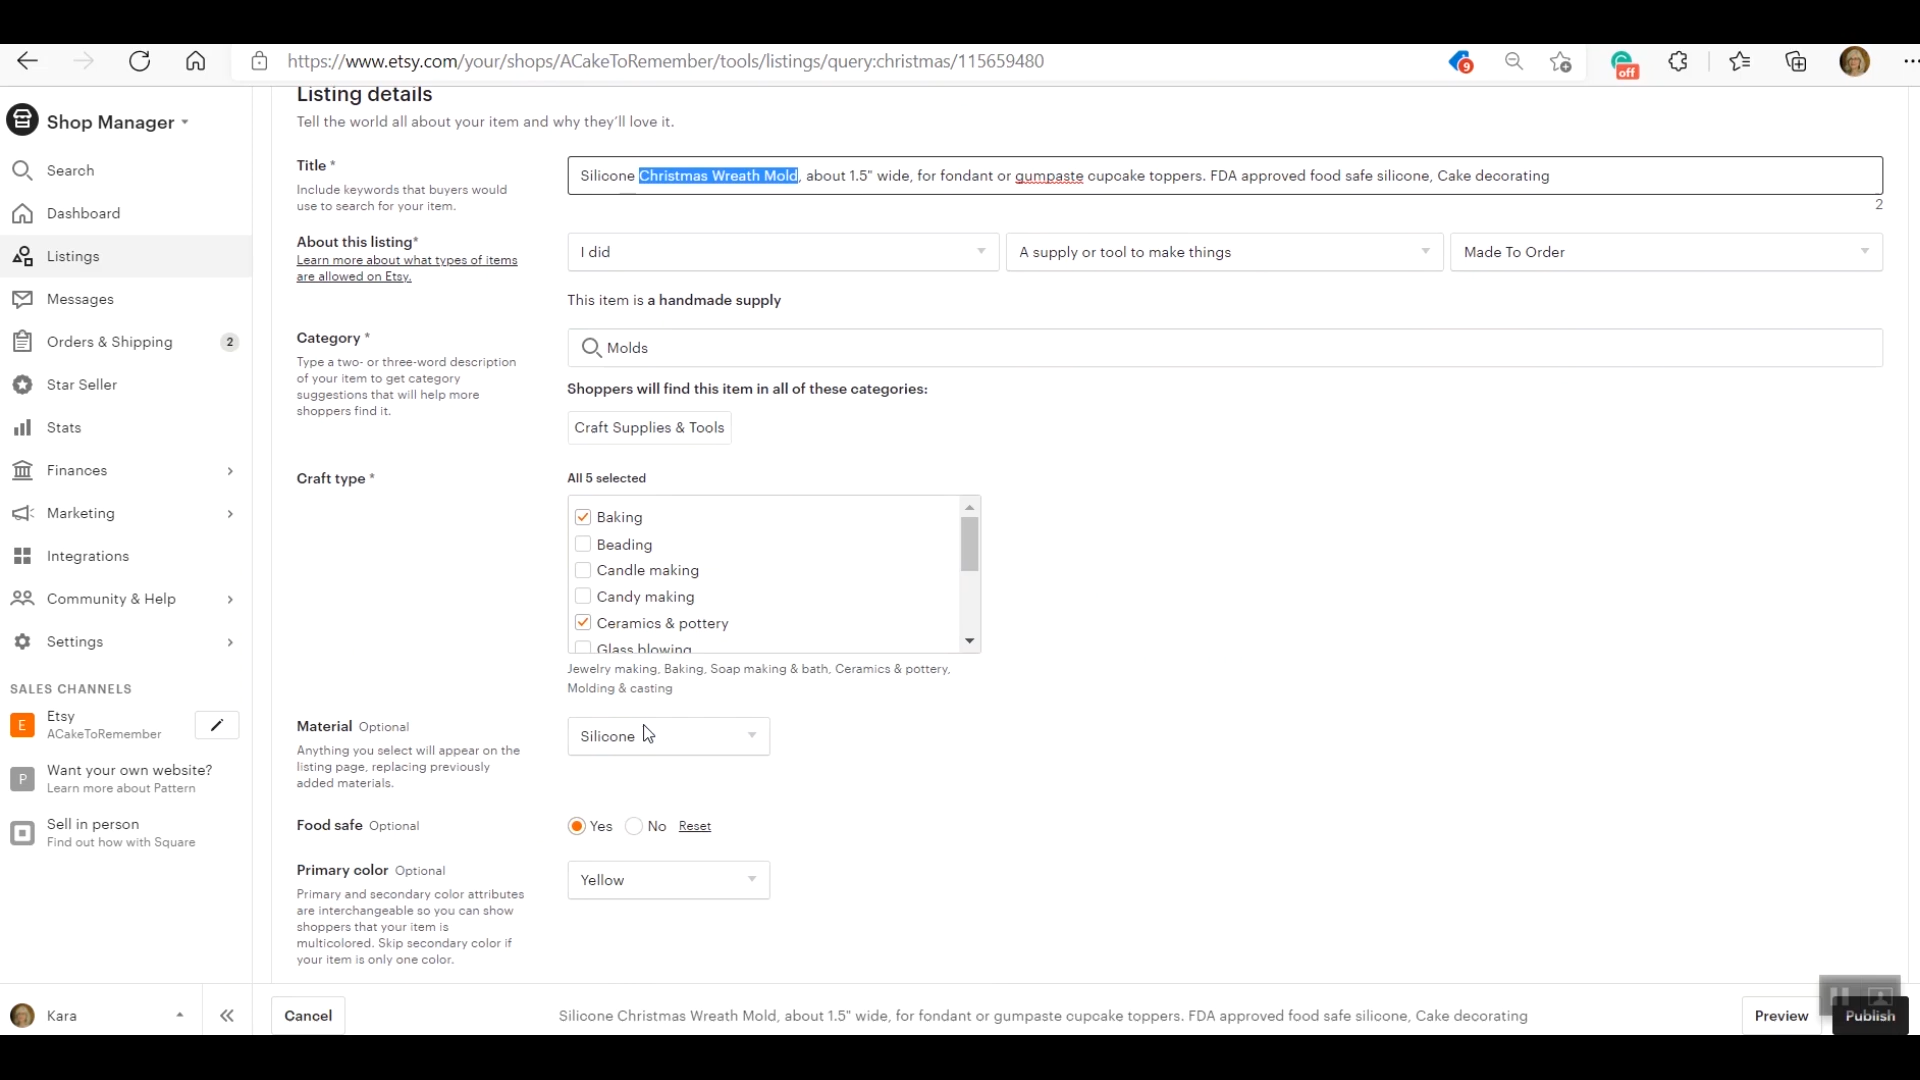 https://www.etsy.com/your/shops/ACakeToRemember/tools/listings/query:christmas/115659480
9
off
Shop Manager
Search
Dashboard
Listings
Messages
Orders & Shipping 2
Star Seller
Stats
Finances
Marketing
Integrations
Community & Help
Settings
SALES CHANNELS
E
Etsy
ACakeToRemember
P
Want your own website?
Learn more about Pattern
Sell in person
Find out how with Square
Kara
Listing details
Tell the world all about your item and why they'll love it.
Title *
Include keywords that buyers would
use to search for your item.
Silicone Christmas Wreath Mold, about 1.5" wide, for fondant or gumpaste cupcake toppers. FDA approved food safe silicone, Cake decorating
2
About this listing*
Learn more about what types of items
are allowed on Etsy.
I did
A supply or tool to make things
Made To Order
This item is a handmade supply
Category *
Type a two- or three-word description
of your item to get category
suggestions that will help more
shoppers find it.
Molds
Shoppers will find this item in all of these categories:
Craft Supplies & Tools
Craft type *
All 5 selected
Baking
Beading
Candle making
Candy making
Ceramics & pottery
Glass blowing
Jewelry making, Baking, Soap making & bath, Ceramics & pottery,
Molding & casting
Material Optional
Anything you select will appear on the
listing page, replacing previously
added materials.
Silicone
Food safe Optional
Yes No Reset
Primary color Optional
Primary and secondary color attributes
are interchangeable so you can show
shoppers that your item is
multicolored. Skip secondary color if
your item is only one color.
Yellow
Cancel
Silicone Christmas Wreath Mold, about 1.5" wide, for fondant or gumpaste cupcake toppers. FDA approved food safe silicone, Cake decorating
Preview
Publish